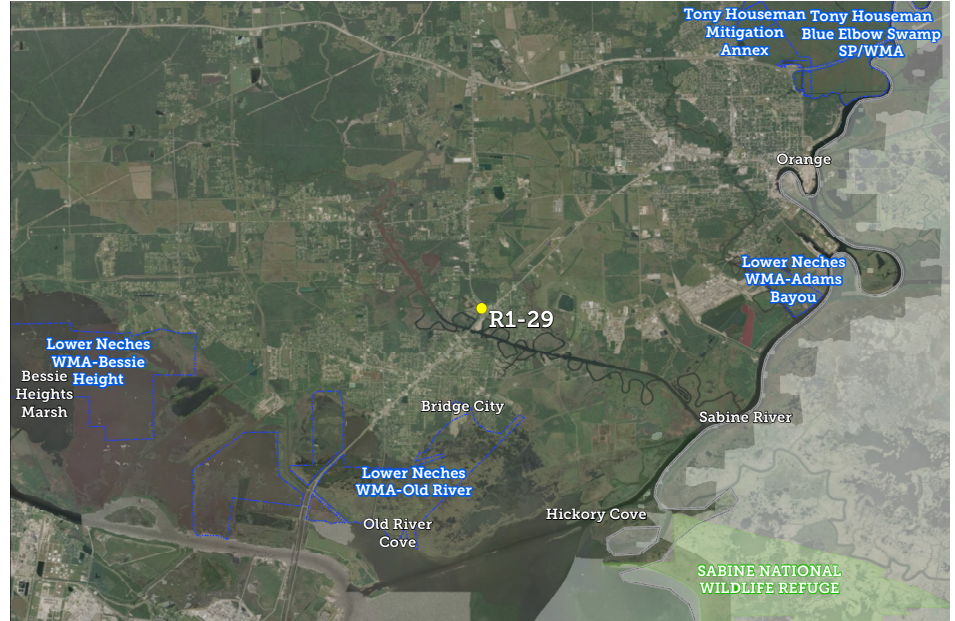 Tony Houseman
Mitigation
Annex
Tony Houseman
Blue Elbow Swamp
SP/WMA
Orange
Lower Neches
WMA-Adams
Bayou
R1-29
Lower Neches
WMA-Bessie
Height
Bessie
Heights
Marsh
Bridge City
Sabine River
Lower Neches
WMA-Old River
Old River
Cove
Hickory Cove
SABINE NATIONAL
WILDLIFE REFUGE